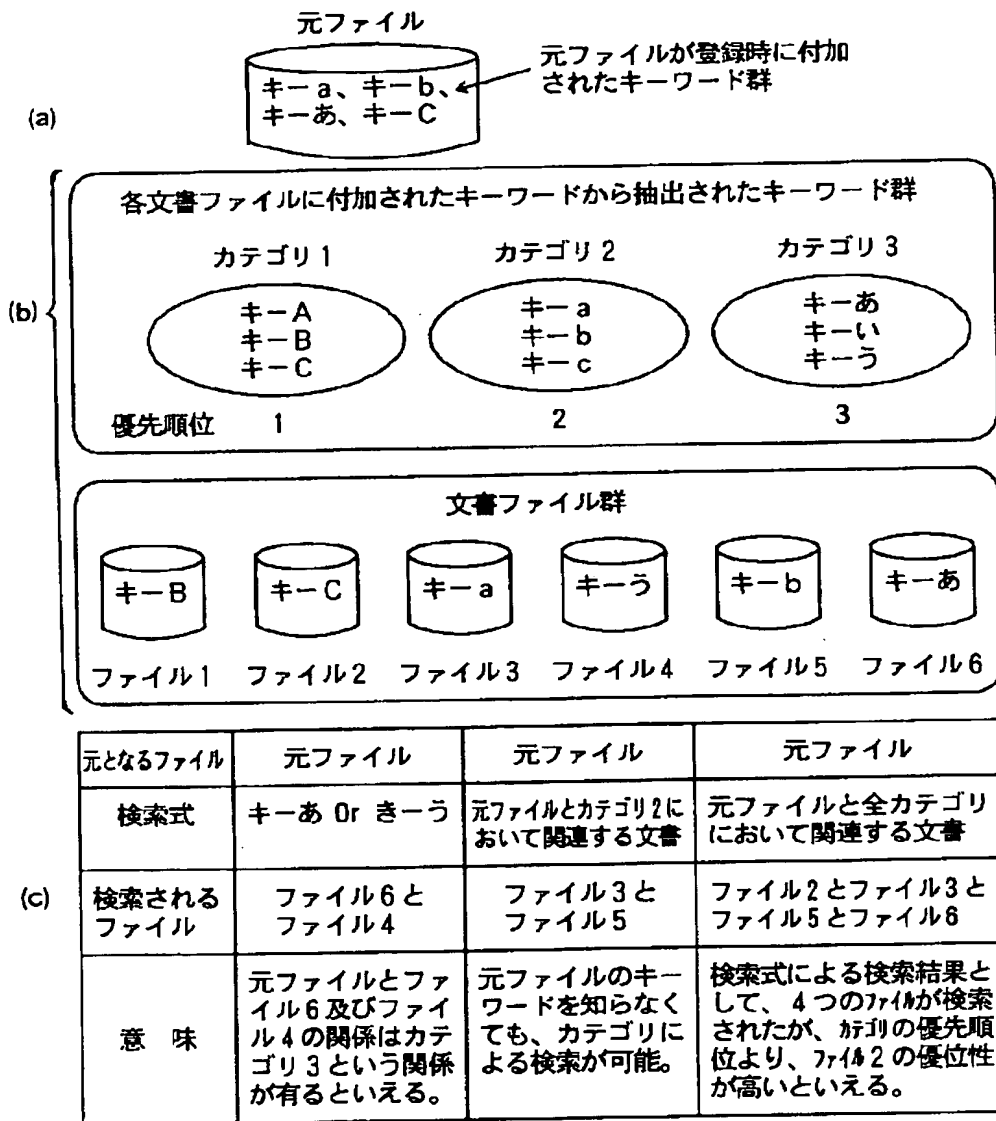 元ファイル
元ファイルが登録時に付加
されたキーワード群
キーa、キーb、
キーあ、キーC
(a)
各文書ファイルに付加されたキーワードから抽出されたキーワード群
カテゴリ1
カテゴリ2
カテゴリ3
(b)
キーA
キーB
キーC
キーa
キーb
キーc
キーあ
キーい
キーう
優先順位
1
2
3
文書ファイル群
キーB
キーC
キーa
キーう
キーb
キーあ
ファイル1
ファイル2
ファイル3
ファイル4
ファイル5
ファイル6
(c)
元となるファイル
元ファイル
元ファイル
元ファイル
検索式
キーあ Or きーう
元ファイルとカテゴリ2に
おいて関連する文書
元ファイルと全カテゴリ
において関連する文書
検索される
ファイル
ファイル6と
ファイル4
ファイル3と
ファイル5
ファイル2とファイル3と
ファイル5とファイル6
意 味
元ファイルとファ
イル6及びファイ
ル4の関係はカテ
ゴリ3という関係
が有るといえる。
元ファイルのキー
ワードを知らなく
ても、カテゴリに
よる検索が可能。
検索式による検索結果と
して、4つのファイルが検索
されたが、カテゴリの優先順
位より、ファイル2の優位性
が高いといえる。